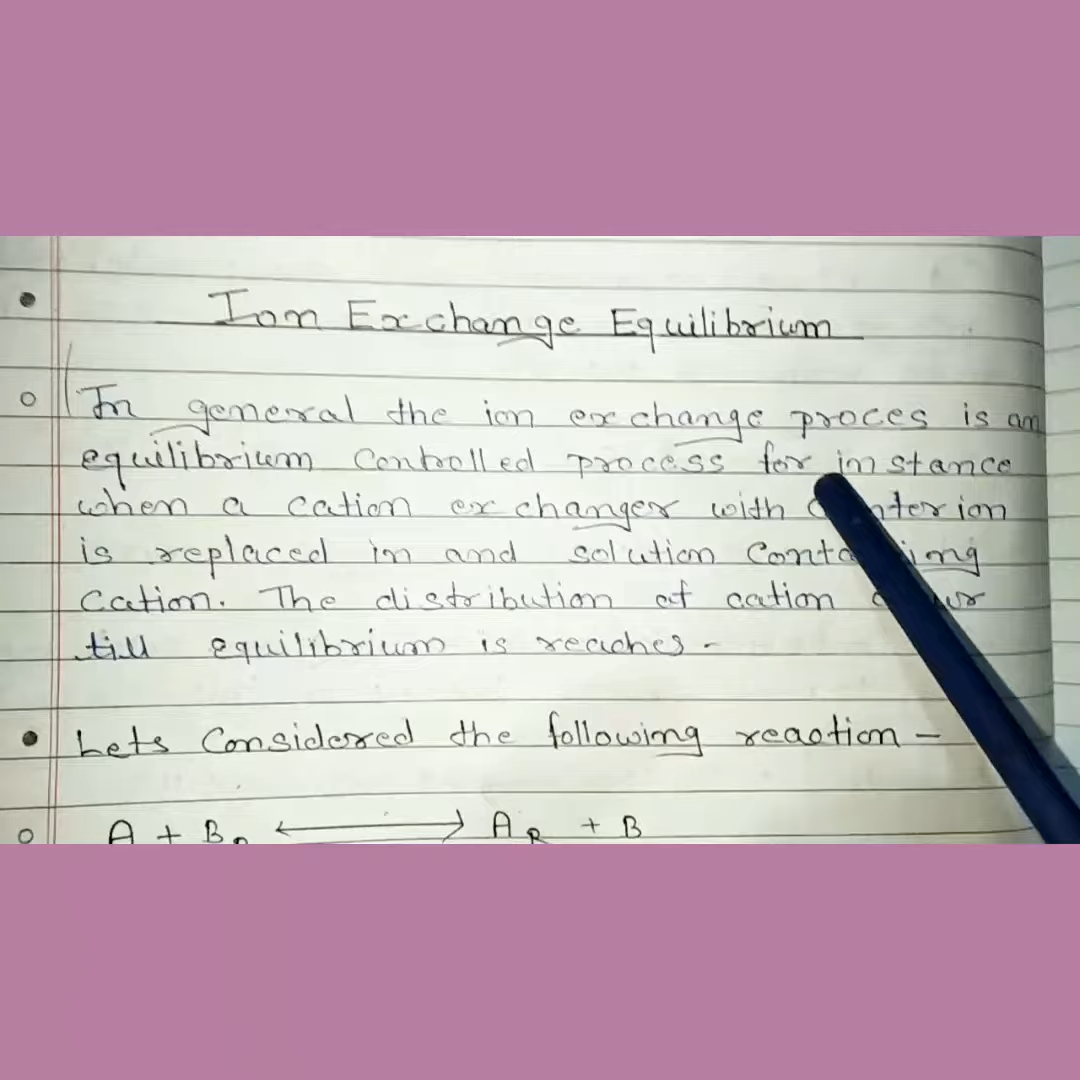 Ion Exchange Equilibrium
In general the ion exchange proces is an
equilibrium Controlled process for instance
when a cation exchanger with ion
is replaced in and solution
Cation. The distribution of cation
till equilibrium is reaches.
Lets Considered the following reaction -
A + B ⟷ A_R + B